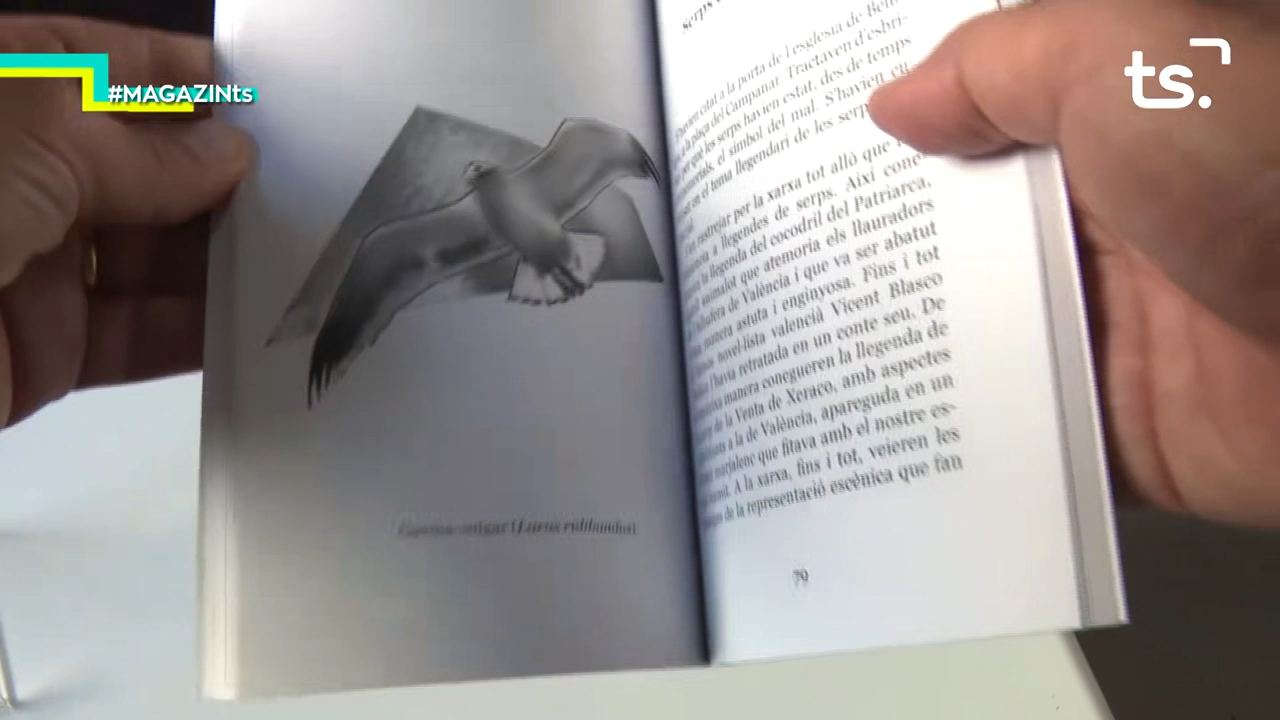 #MAGAZINts
ts.
(Larus ridibundus)
serps
citat a la porta de l'església de
la plaça del Campanar. Tractaven d'esbri-
per què les serps havien estat, des de temps
el símbol del mal. S'havien
en el tema llegendari de les
rastrejar per la xarxa tot allò que
a llegendes de serps. Així cone-
la llegenda del cocodril del Patriarca,
animalot que atemoria els llauradors
de València i que va ser abatut
manera astuta i enginyosa. Fins i tot
novel·lista valencià Vicent Blasco
l'havia retratada en un conte seu. De
manera conegueren la llegenda de
de la Venta de Xeraco, amb aspectes
a la de València, apareguda en un
marjalenc que fitava amb el nostre es-
A la xarxa, fins i tot, veieren les
de la representació escènica que fan
79